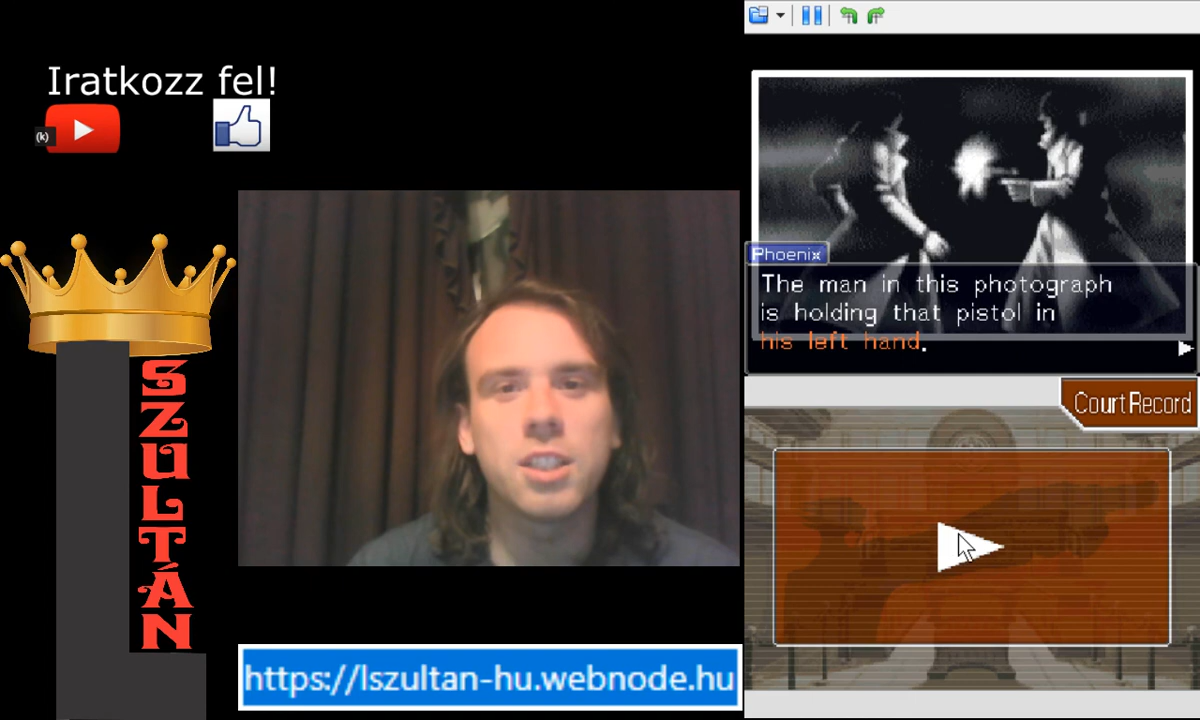 Iratkozz fel!
(k)
SZULTÁN
https://lszultan-hu.webnode.hu
Phoenix
The man in this photograph
is holding that pistol in
his left hand.
Court Record